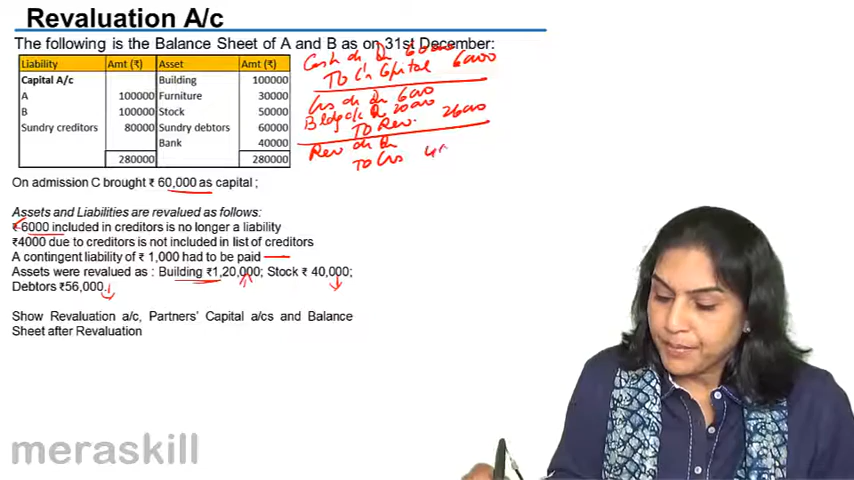 Revaluation A/c
The following is the Balance Sheet of A and B as on 31st December:
Liability Amt (₹) Asset Amt (₹)
Capital A/c Building 100000
A 100000 Furniture 30000
B 100000 Stock 50000
Sundry creditors 80000 Sundry debtors 60000
Bank 40000
280000 280000
Cash a/c Dr 60000
To C's Capital 60000
Crs a/c Dr 6000
Bldg a/c Dr 20000
To Rev. 26000
Rev a/c Dr
To Crs
On admission C brought ₹ 60,000 as capital ;
Assets and Liabilities are revalued as follows:
₹ 6000 included in creditors is no longer a liability
₹4000 due to creditors is not included in list of creditors
A contingent liability of ₹ 1,000 had to be paid
Assets were revalued as : Building ₹1,20,000; Stock ₹ 40,000;
Debtors ₹56,000.
Show Revaluation a/c, Partners' Capital a/cs and Balance
Sheet after Revaluation
meraskill